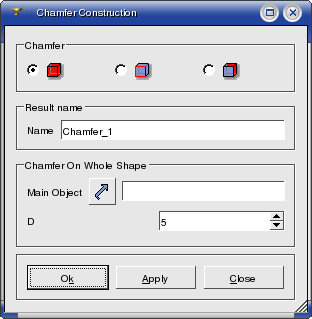 Chamfer Construction
Chamfer
Result name
Name Chamfer_1
Chamfer On Whole Shape
Main Object
D 5
Ok Apply Close